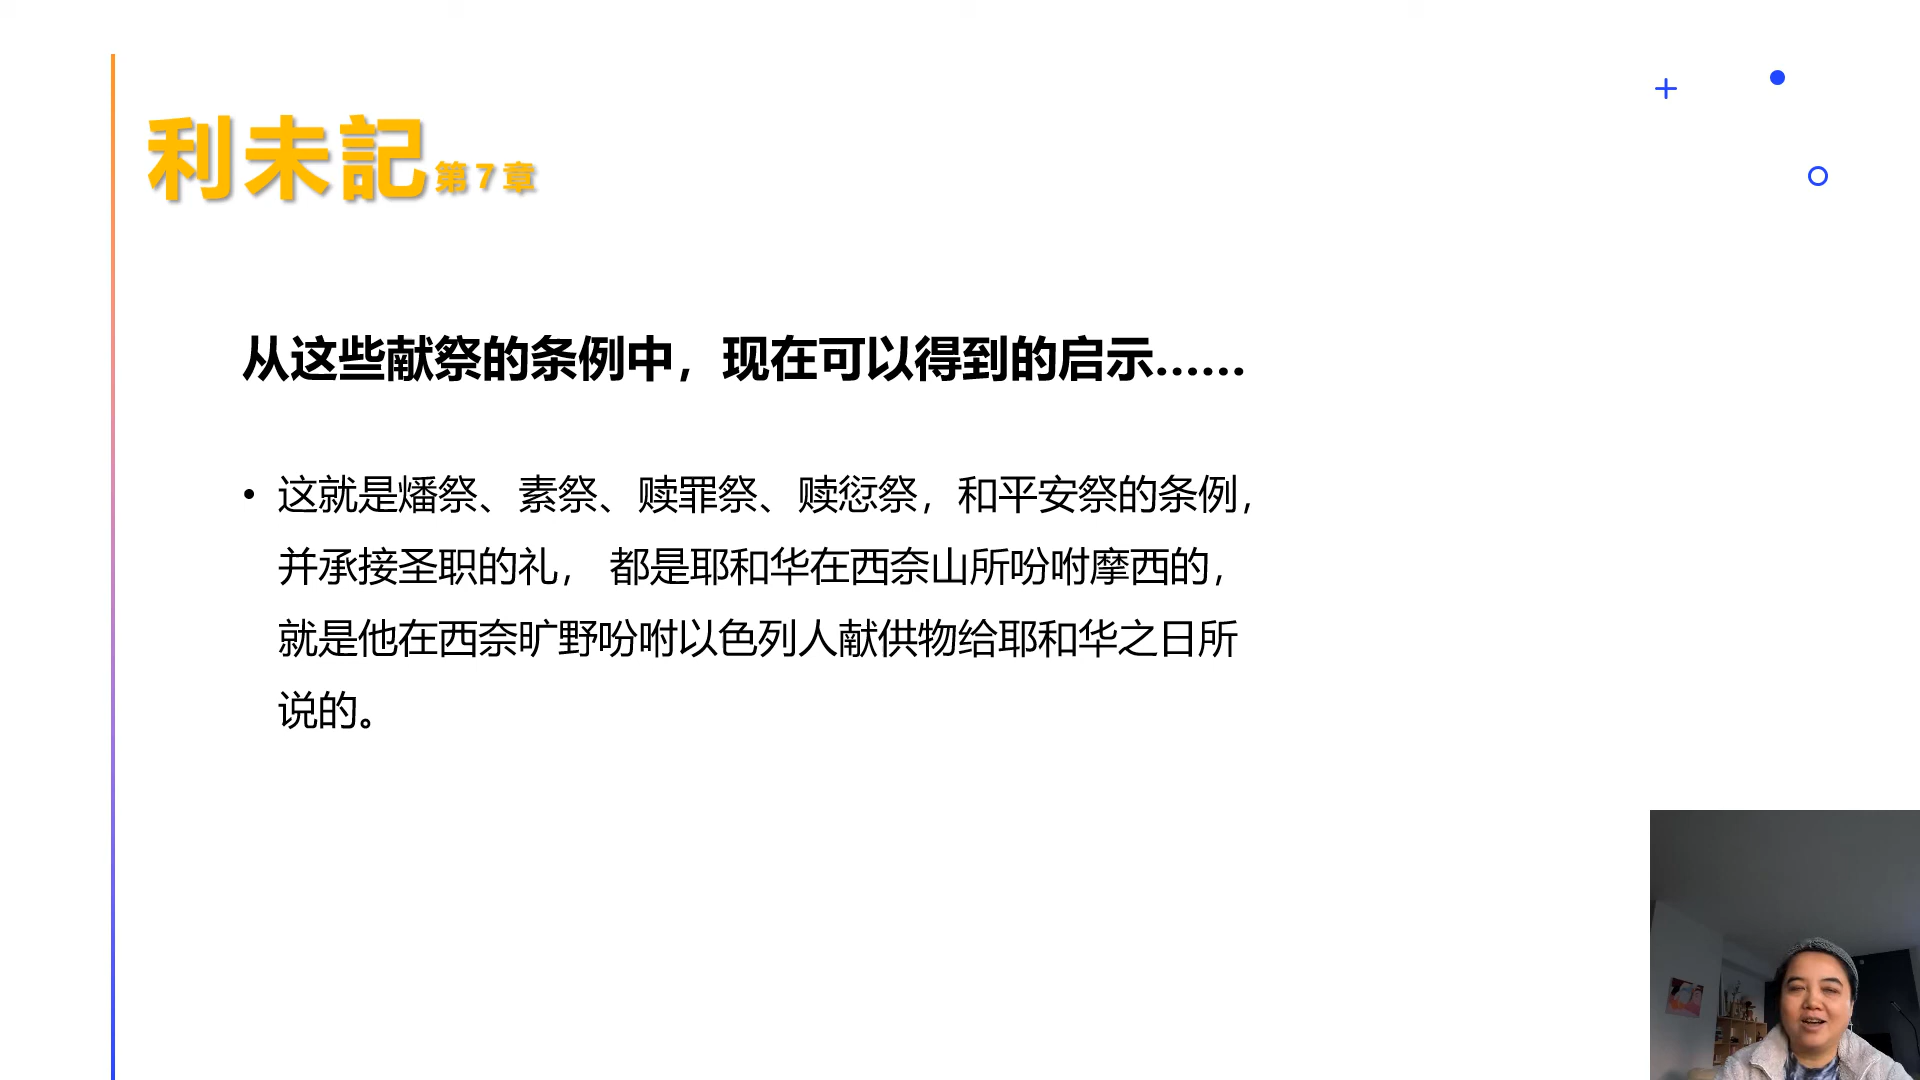 利未記 第7章
从这些献祭的条例中，现在可以得到的启示……
• 这就是燔祭、素祭、赎罪祭、赎愆祭，和平安祭的条例，
并承接圣职的礼， 都是耶和华在西奈山所吩咐摩西的，
就是他在西奈旷野吩咐以色列人献供物给耶和华之日所
说的。